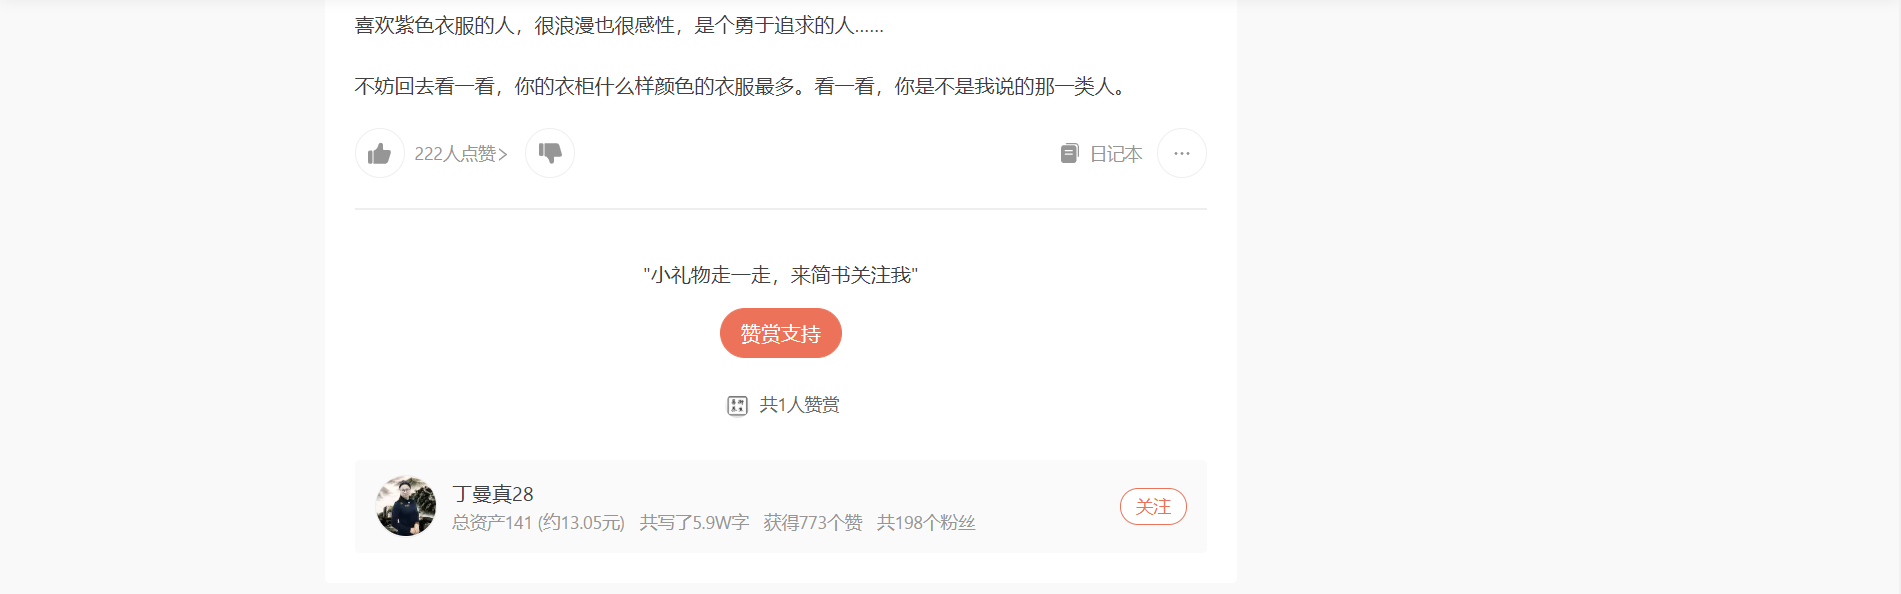 喜欢紫色衣服的人，很浪漫也很感性，是个勇于追求的人......
不妨回去看一看，你的衣柜什么样颜色的衣服最多。看一看，你是不是我说的那一类人。
222人点赞> 日记本 ...
"小礼物走一走，来简书关注我"
赞赏支持
共1人赞赏
丁曼真28
总资产141 (约13.05元) 共写了5.9W字 获得773个赞 共198个粉丝
关注